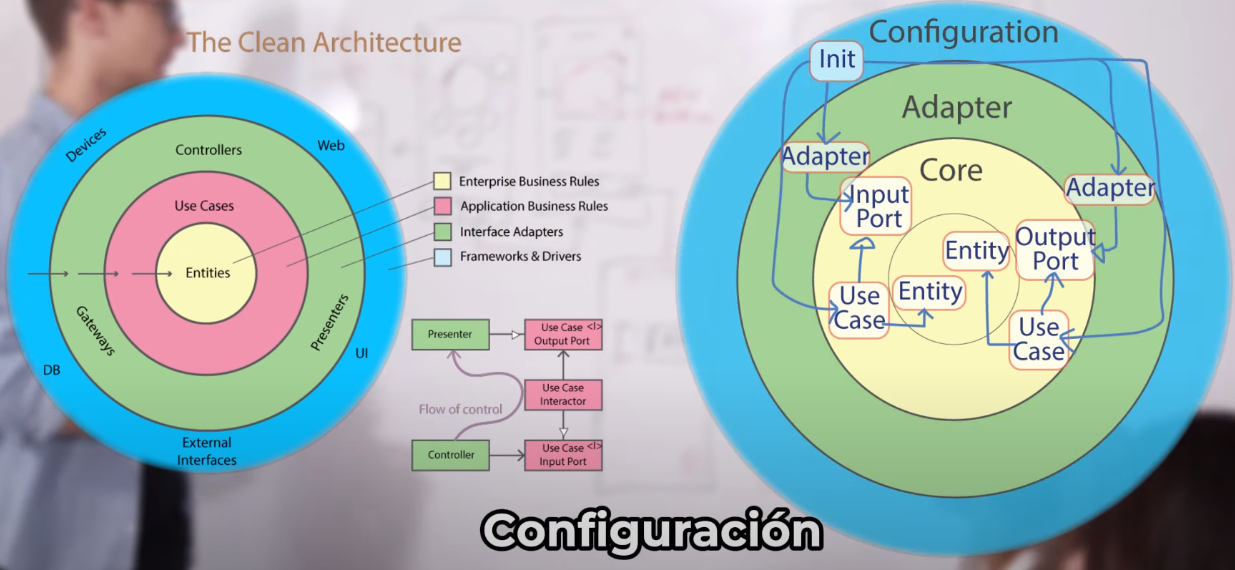 The Clean Architecture
Devices
Web
Controllers
Use Cases
Entities
Gateways
Presenters
DB
UI
External
Interfaces
Enterprise Business Rules
Application Business Rules
Interface Adapters
Frameworks & Drivers
Presenter
Use Case <I>
Output Port
Use Case
Interactor
Flow of control
Controller
Use Case <I>
Input Port
Configuration
Init
Adapter
Adapter
Core
Adapter
Input
Port
Entity
Output
Port
Use
Case
Entity
Use
Case
Configuración